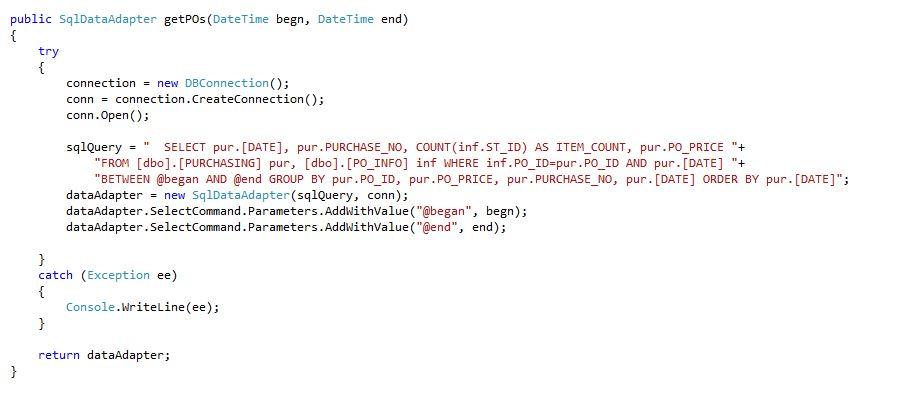 public SqlDataAdapter getPOs(DateTime begn, DateTime end)
{
    try
    {
        connection = new DBConnection();
        conn = connection.CreateConnection();
        conn.Open();

        sqlQuery = "  SELECT pur.[DATE], pur.PURCHASE_NO, COUNT(inf.ST_ID) AS ITEM_COUNT, pur.PO_PRICE "+
            "FROM [dbo].[PURCHASING] pur, [dbo].[PO_INFO] inf WHERE inf.PO_ID=pur.PO_ID AND pur.[DATE] "+
            "BETWEEN @began AND @end GROUP BY pur.PO_ID, pur.PO_PRICE, pur.PURCHASE_NO, pur.[DATE] ORDER BY pur.[DATE]";
        dataAdapter = new SqlDataAdapter(sqlQuery, conn);
        dataAdapter.SelectCommand.Parameters.AddWithValue("@began", begn);
        dataAdapter.SelectCommand.Parameters.AddWithValue("@end", end);

    }
    catch (Exception ee)
    {
        Console.WriteLine(ee);
    }

    return dataAdapter;
}